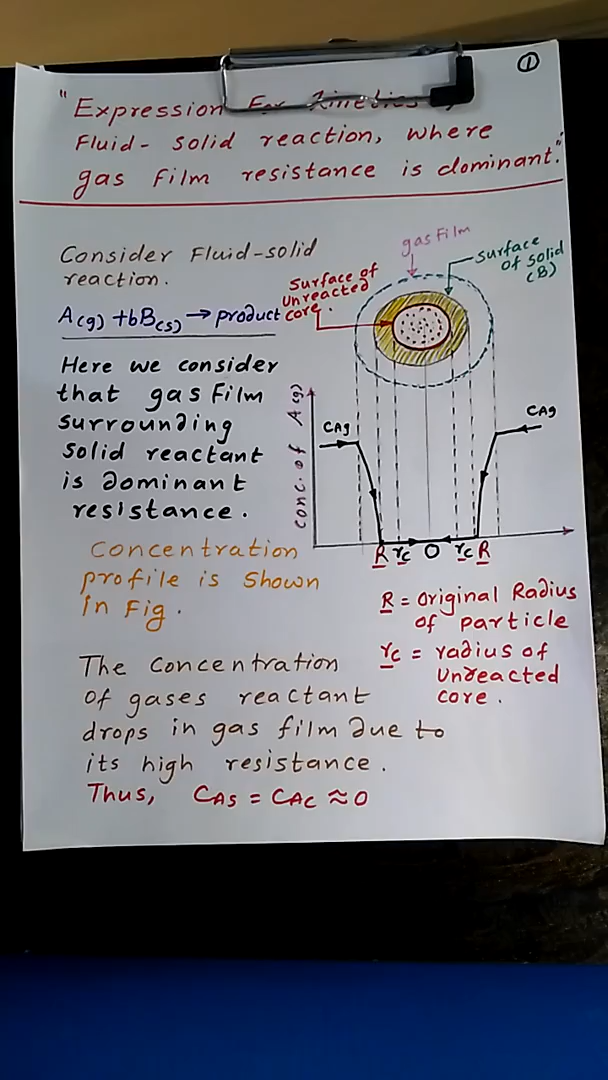 ①
"Expression For Kinetics of
Fluid- solid reaction, where
gas Film resistance is dominant."
Consider Fluid-solid
reaction.
A(g) + bB(s) → product
Here we consider
that gas Film
surrounding
solid reactant
is dominant
resistance.
Concentration
profile is shown
in Fig.
gas Film
surface
of solid
(B)
Surface of
Unreacted
core.
conc. of A(g)
CAg
CAg
R rc O rc R
R = Original Radius
of particle
rc = radius of
Unreacted
core.
The Concentration
of gases reactant
drops in gas film due to
its high resistance.
Thus, CAS = CAC ≈ 0